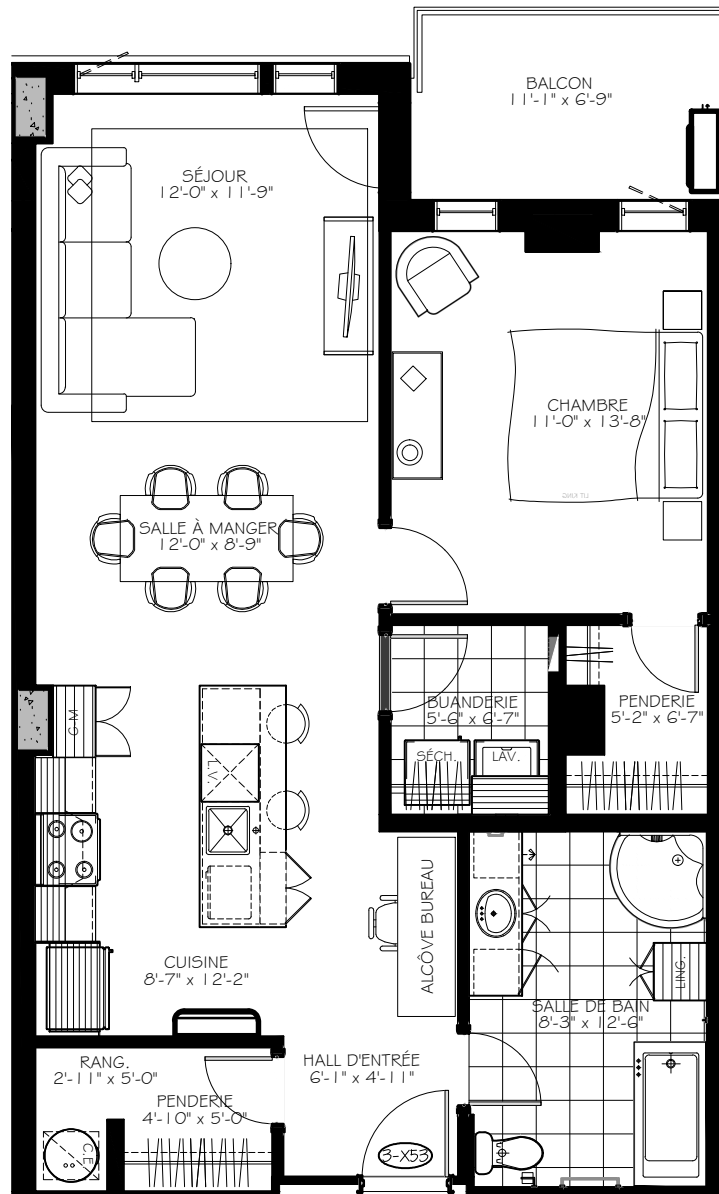 BALCON
11'-1" x 6'-9"
SÉJOUR
12'-0" x 11'-9"
CHAMBRE
11'-0" x 13'-8"
SALLE À MANGER
12'-0" x 8'-9"
BUANDERIE
5'-6" x 6'-7"
PENDERIE
5'-2" x 6'-7"
G.M.
SÉCH.
LAV.
LV
ALCÔVE BUREAU
CUISINE
8'-7" x 12'-2"
LING.
SALLE DE BAIN
8'-3" x 12'-6"
RANG.
2'-11" x 5'-0"
HALL D'ENTRÉE
6'-1" x 4'-11"
PENDERIE
4'-10" x 5'-0"
C.E.
3-X53